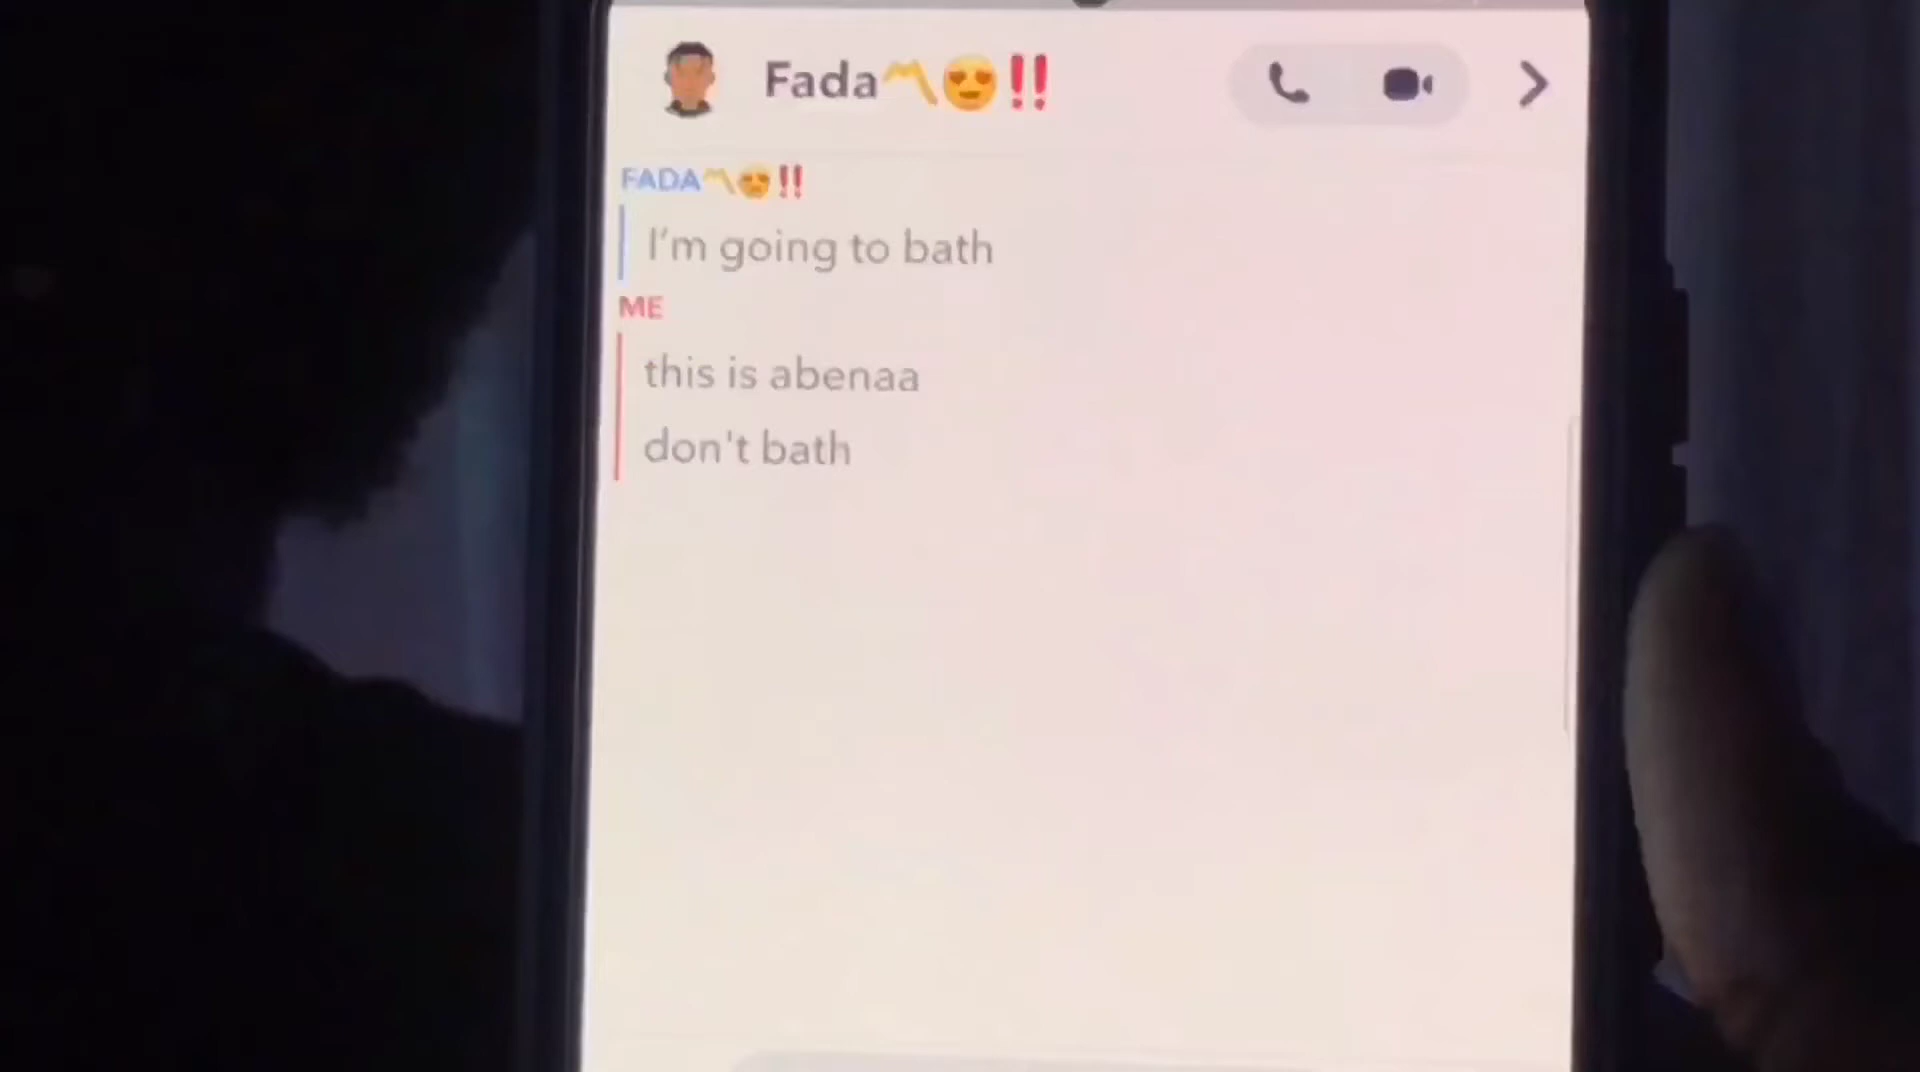 Fada〽️😍‼️
FADA〽️😍‼️
I'm going to bath
ME
this is abenaa
don't bath